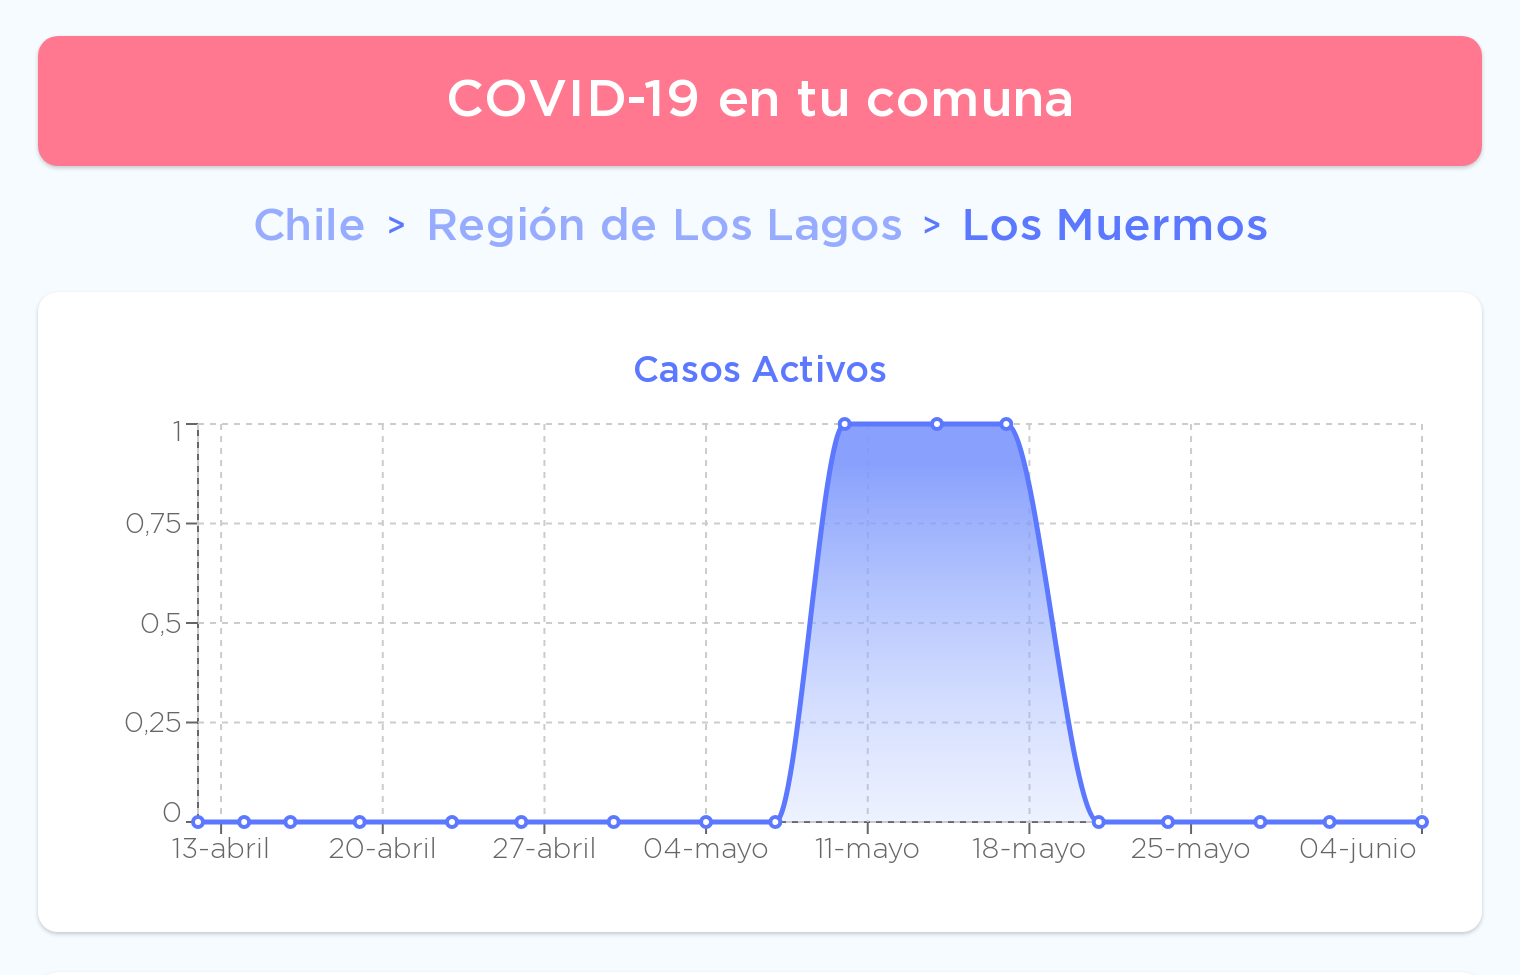 COVID-19 en tu comuna
Chile > Región de Los Lagos > Los Muermos
Casos Activos
1
0,75
0,5
0,25
0
13-abril 20-abril 27-abril 04-mayo 11-mayo 18-mayo 25-mayo 04-junio